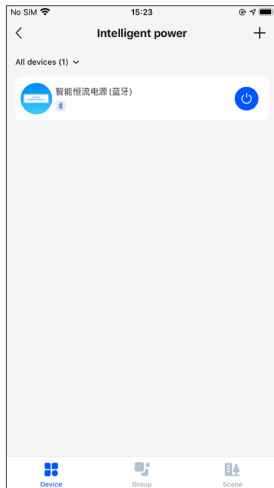 No SIM 15:23
Intelligent power
All devices (1)
智能恒流电源 (蓝牙)
Device Group Scene